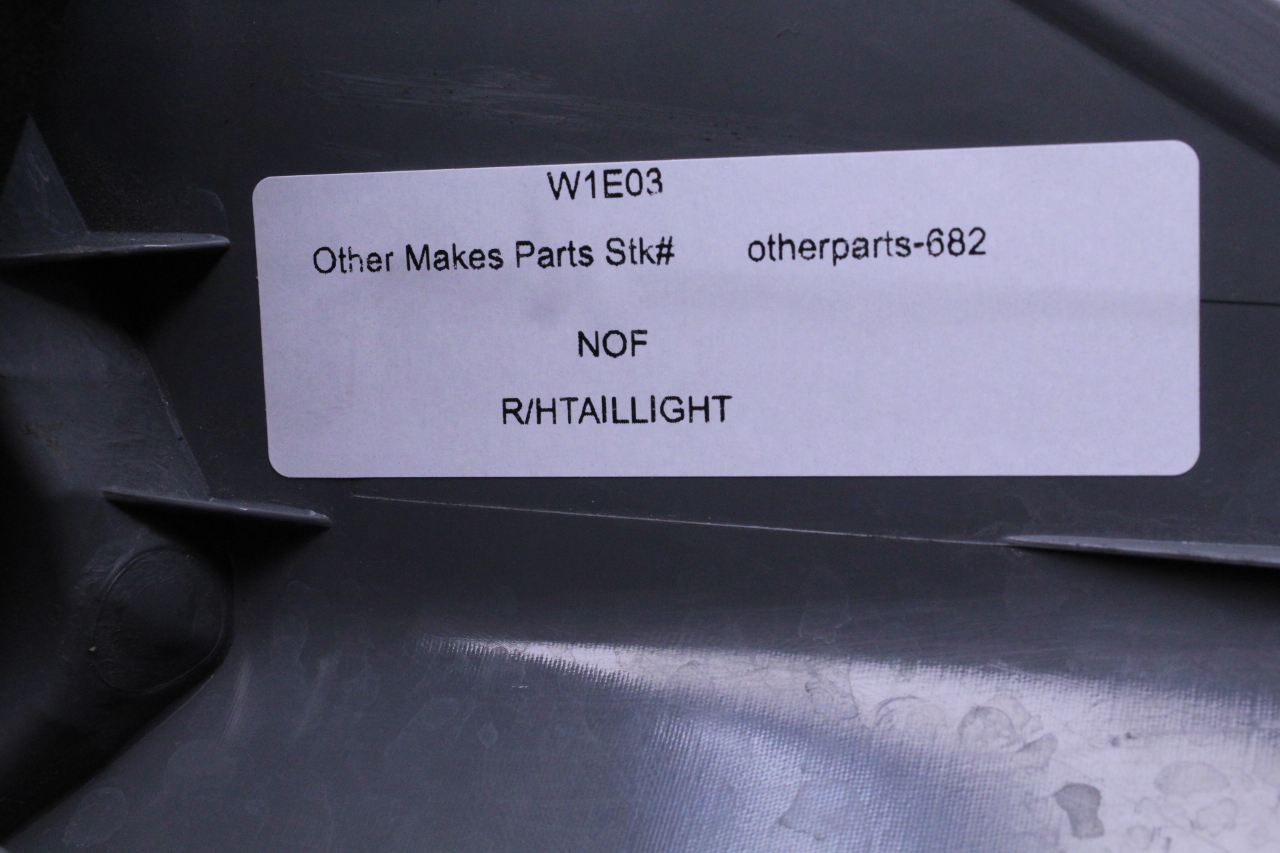 W1E03
Other Makes Parts Stk# otherparts-682
NOF
R/HTAILLIGHT